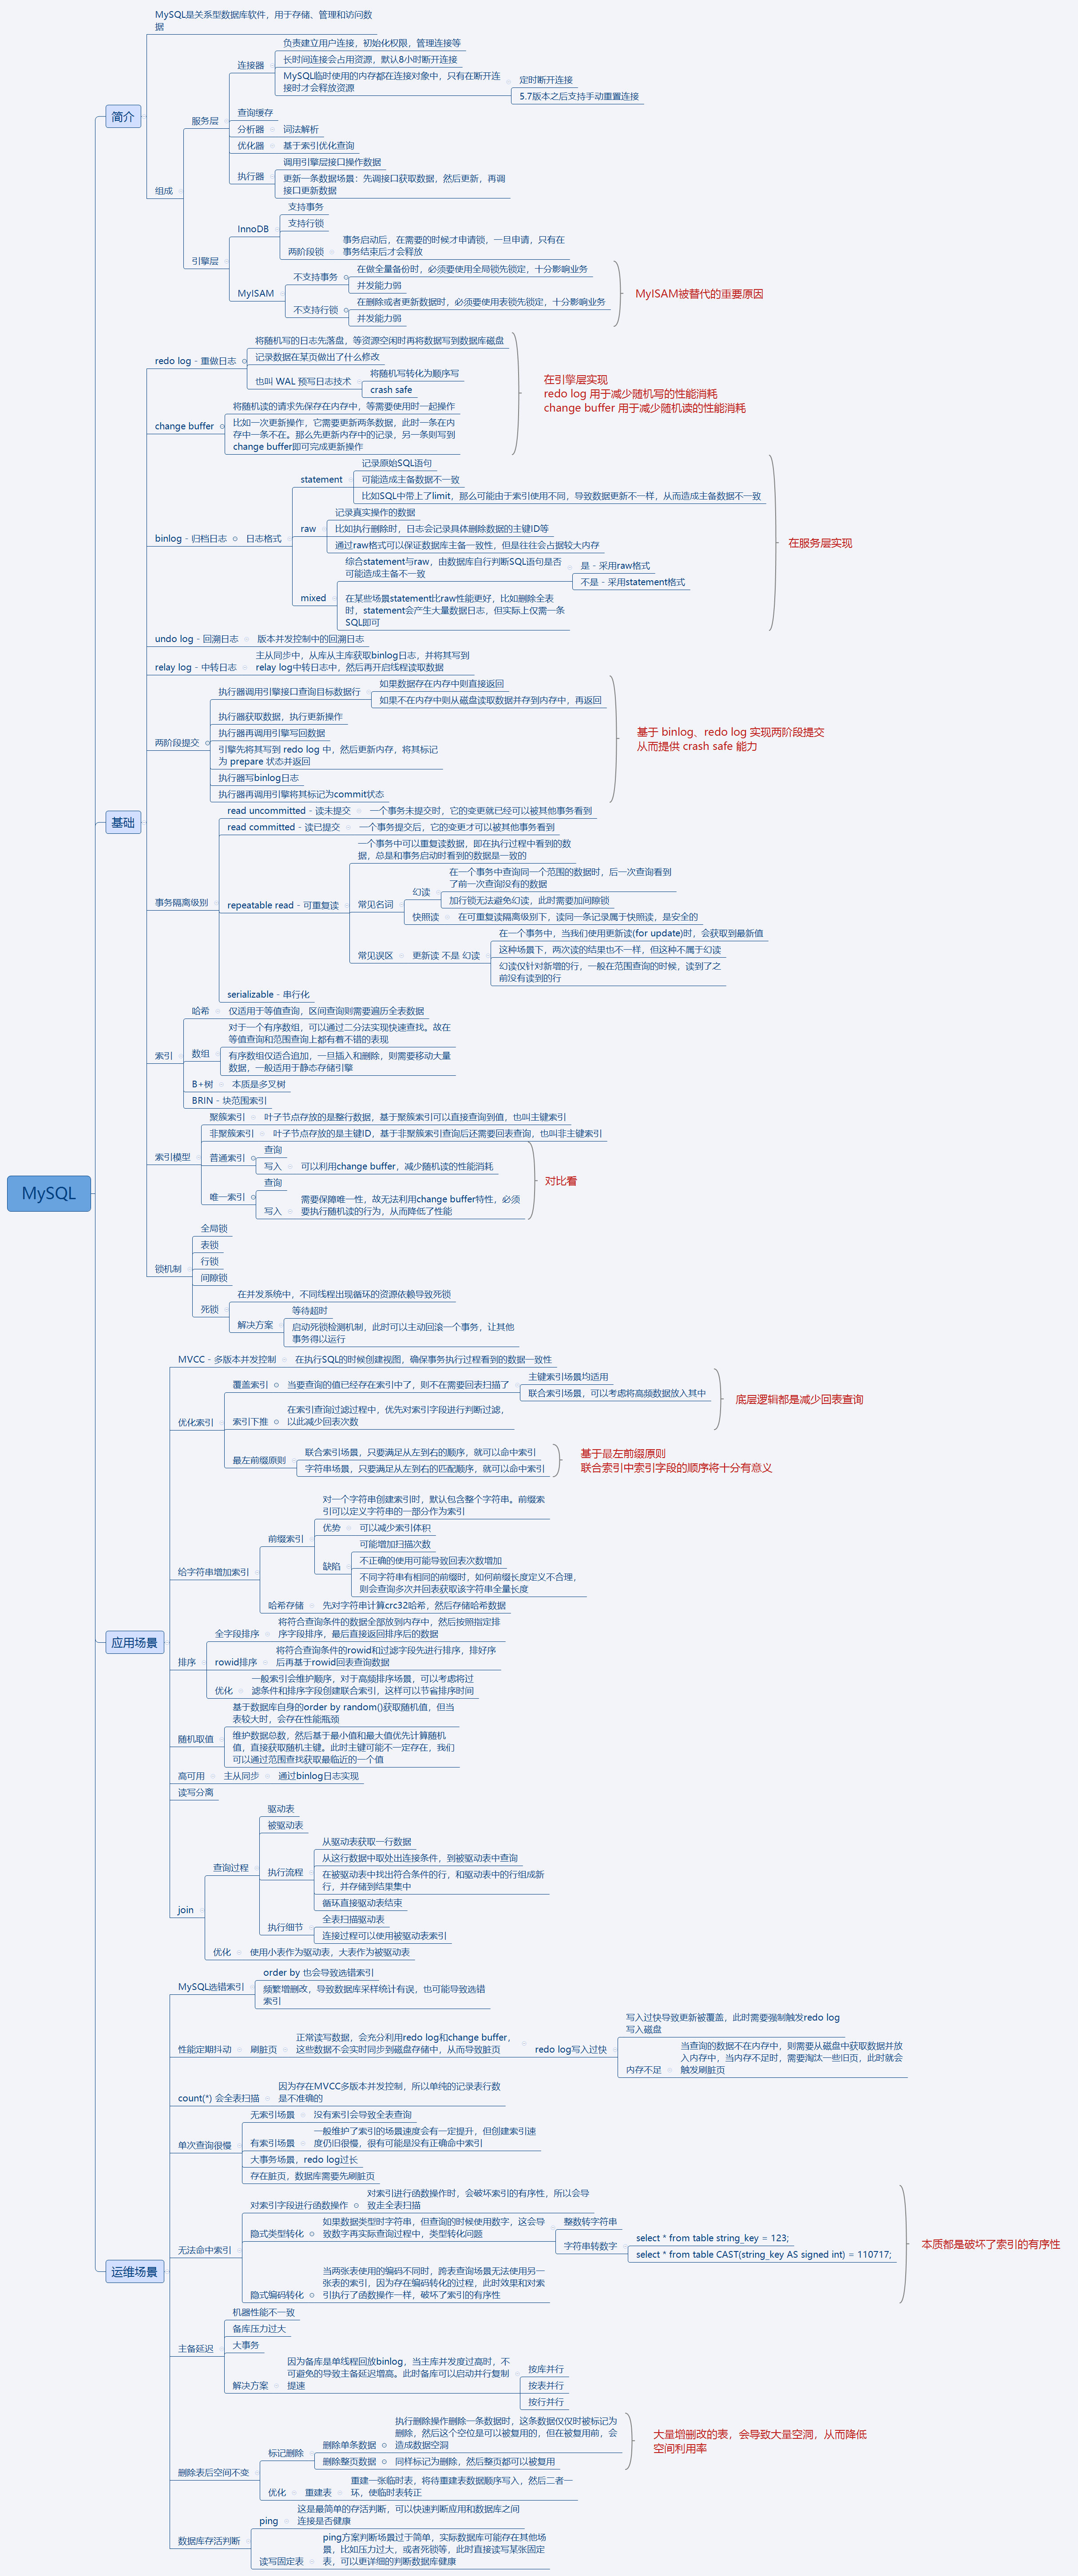 MySQL
简介
MySQL是关系型数据库软件，用于存储、管理和访问数
据
组成
服务层
连接器
负责建立用户连接，初始化权限，管理连接等
长时间连接会占用资源，默认8小时断开连接
MySQL临时使用的内存都在连接对象中，只有在断开连
接时才会释放资源
定时断开连接
5.7版本之后支持手动重置连接
查询缓存
分析器
词法解析
优化器
基于索引优化查询
执行器
调用引擎层接口操作数据
更新一条数据场景：先调接口获取数据，然后更新，再调
接口更新数据
引擎层
InnoDB
支持事务
支持行锁
两阶段锁
事务启动后，在需要的时候才申请锁，一旦申请，只有在
事务结束后才会释放
MyISAM
不支持事务
在做全量备份时，必须要使用全局锁先锁定，十分影响业务
并发能力弱
不支持行锁
在删除或者更新数据时，必须要使用表锁先锁定，十分影响业务
并发能力弱
MyISAM被替代的重要原因
基础
redo log - 重做日志
将随机写的日志先落盘，等资源空闲时再将数据写到数据库磁盘
记录数据在某页做出了什么修改
也叫 WAL 预写日志技术
将随机写转化为顺序写
crash safe
change buffer
将随机读的请求先保存在内存中，等需要使用时一起操作
比如一次更新操作，它需要更新两条数据，此时一条在内
存中一条不在。那么先更新内存中的记录，另一条则写到
change buffer即可完成更新操作
在引擎层实现
redo log 用于减少随机写的性能消耗
change buffer 用于减少随机读的性能消耗
binlog - 归档日志
日志格式
statement
记录原始SQL语句
可能造成主备数据不一致
比如SQL中带上了limit，那么可能由于索引使用不同，导致数据更新不一样，从而造成主备数据不一致
raw
记录真实操作的数据
比如执行删除时，日志会记录具体删除数据的主键ID等
通过raw格式可以保证数据库主备一致性，但是往往会占据较大内存
mixed
综合statement与raw，由数据库自行判断SQL语句是否
可能造成主备不一致
是 - 采用raw格式
不是 - 采用statement格式
在某些场景statement比raw性能更好，比如删除全表
时，statement会产生大量数据日志，但实际上仅需一条
SQL即可
在服务层实现
undo log - 回溯日志
版本并发控制中的回溯日志
relay log - 中转日志
主从同步中，从库从主库获取binlog日志，并将其写到
relay log中转日志中，然后再开启线程读取数据
两阶段提交
执行器调用引擎接口查询目标数据行
如果数据存在内存中则直接返回
如果不在内存中则从磁盘读取数据并存到内存中，再返回
执行器获取数据，执行更新操作
执行器再调用引擎写回数据
引擎先将其写到 redo log 中，然后更新内存，将其标记
为 prepare 状态并返回
执行器写binlog日志
执行器再调用引擎将其标记为commit状态
基于 binlog、redo log 实现两阶段提交
从而提供 crash safe 能力
事务隔离级别
read uncommitted - 读未提交
一个事务未提交时，它的变更就已经可以被其他事务看到
read committed - 读已提交
一个事务提交后，它的变更才可以被其他事务看到
repeatable read - 可重复读
一个事务中可以重复读数据，即在执行过程中看到的数
据，总是和事务启动时看到的数据是一致的
常见名词
幻读
在一个事务中查询同一个范围的数据时，后一次查询看到
了前一次查询没有的数据
加行锁无法避免幻读，此时需要加间隙锁
快照读
在可重复读隔离级别下，读同一条记录属于快照读，是安全的
常见误区
更新读 不是 幻读
在一个事务中，当我们使用更新读(for update)时，会获取到最新值
这种场景下，两次读的结果也不一样，但这种不属于幻读
幻读仅针对新增的行，一般在范围查询的时候，读到了之
前没有读到的行
serializable - 串行化
索引
哈希
仅适用于等值查询，区间查询则需要遍历全表数据
数组
对于一个有序数组，可以通过二分法实现快速查找。故在
等值查询和范围查询上都有着不错的表现
有序数组仅适合追加，一旦插入和删除，则需要移动大量
数据，一般适用于静态存储引擎
B+树
本质是多叉树
BRIN - 块范围索引
索引模型
聚簇索引
叶子节点存放的是整行数据，基于聚簇索引可以直接查询到值，也叫主键索引
非聚簇索引
叶子节点存放的是主键ID，基于非聚簇索引查询后还需要回表查询，也叫非主键索引
普通索引
查询
写入
可以利用change buffer，减少随机读的性能消耗
唯一索引
查询
写入
需要保障唯一性，故无法利用change buffer特性，必须
要执行随机读的行为，从而降低了性能
对比看
锁机制
全局锁
表锁
行锁
间隙锁
死锁
在并发系统中，不同线程出现循环的资源依赖导致死锁
解决方案
等待超时
启动死锁检测机制，此时可以主动回滚一个事务，让其他
事务得以运行
应用场景
MVCC - 多版本并发控制
在执行SQL的时候创建视图，确保事务执行过程看到的数据一致性
优化索引
覆盖索引
当要查询的值已经存在索引中了，则不在需要回表扫描了
主键索引场景均适用
联合索引场景，可以考虑将高频数据放入其中
索引下推
在索引查询过滤过程中，优先对索引字段进行判断过滤，
以此减少回表次数
底层逻辑都是减少回表查询
最左前缀原则
联合索引场景，只要满足从左到右的顺序，就可以命中索引
字符串场景，只要满足从左到右的匹配顺序，就可以命中索引
基于最左前缀原则
联合索引中索引字段的顺序将十分有意义
给字符串增加索引
前缀索引
对一个字符串创建索引时，默认包含整个字符串。前缀索
引可以定义字符串的一部分作为索引
优势
可以减少索引体积
缺陷
可能增加扫描次数
不正确的使用可能导致回表次数增加
不同字符串有相同的前缀时，如何前缀长度定义不合理，
则会查询多次并回表获取该字符串全量长度
哈希存储
先对字符串计算crc32哈希，然后存储哈希数据
排序
全字段排序
将符合查询条件的数据全部放到内存中，然后按照指定排
序字段排序，最后直接返回排序后的数据
rowid排序
将符合查询条件的rowid和过滤字段先进行排序，排好序
后再基于rowid回表查询数据
优化
一般索引会维护顺序，对于高频排序场景，可以考虑将过
滤条件和排序字段创建联合索引，这样可以节省排序时间
随机取值
基于数据库自身的order by random()获取随机值，但当
表较大时，会存在性能瓶颈
维护数据总数，然后基于最小值和最大值优先计算随机
值，直接获取随机主键。此时主键可能不一定存在，我们
可以通过范围查找获取最临近的一个值
高可用
主从同步
通过binlog日志实现
读写分离
join
查询过程
驱动表
被驱动表
执行流程
从驱动表获取一行数据
从这行数据中取处出连接条件，到被驱动表中查询
在被驱动表中找出符合条件的行，和驱动表中的行组成新
行，并存储到结果集中
循环直接驱动表结束
执行细节
全表扫描驱动表
连接过程可以使用被驱动表索引
优化
使用小表作为驱动表，大表作为被驱动表
运维场景
MySQL选错索引
order by 也会导致选错索引
频繁增删改，导致数据库采样统计有误，也可能导致选错
索引
性能定期抖动
刷脏页
正常读写数据，会充分利用redo log和change buffer，
这些数据不会实时同步到磁盘存储中，从而导致脏页
redo log写入过快
写入过快导致更新被覆盖，此时需要强制触发redo log
写入磁盘
内存不足
当查询的数据不在内存中，则需要从磁盘中获取数据并放
入内存中，当内存不足时，需要淘汰一些旧页，此时就会
触发刷脏页
count(*) 会全表扫描
因为存在MVCC多版本并发控制，所以单纯的记录表行数
是不准确的
单次查询很慢
无索引场景
没有索引会导致全表查询
有索引场景
一般维护了索引的场景速度会有一定提升，但创建索引速
度仍旧很慢，很有可能是没有正确命中索引
大事务场景，redo log过长
存在脏页，数据库需要先刷脏页
无法命中索引
对索引字段进行函数操作
对索引进行函数操作时，会破坏索引的有序性，所以会导
致走全表扫描
隐式类型转化
如果数据类型时字符串，但查询的时候使用数字，这会导
致数字再实际查询过程中，类型转化问题
整数转字符串
字符串转数字
select * from table string_key = 123;
select * from table CAST(string_key AS signed int) = 110717;
隐式编码转化
当两张表使用的编码不同时，跨表查询场景无法使用另一
张表的索引，因为存在编码转化的过程，此时效果和对索
引执行了函数操作一样，破坏了索引的有序性
本质都是破坏了索引的有序性
主备延迟
机器性能不一致
备库压力过大
大事务
解决方案
因为备库是单线程回放binlog，当主库并发度过高时，不
可避免的导致主备延迟增高。此时备库可以启动并行复制
提速
按库并行
按表并行
按行并行
删除表后空间不变
标记删除
删除单条数据
执行删除操作删除一条数据时，这条数据仅仅时被标记为
删除，然后这个空位是可以被复用的，但在被复用前，会
造成数据空洞
删除整页数据
同样标记为删除，然后整页都可以被复用
大量增删改的表，会导致大量空洞，从而降低
空间利用率
优化
重建表
重建一张临时表，将待重建表数据顺序写入，然后二者一
环，使临时表转正
数据库存活判断
ping
这是最简单的存活判断，可以快速判断应用和数据库之间
连接是否健康
读写固定表
ping方案判断场景过于简单，实际数据库可能存在其他场
景，比如压力过大，或者死锁等，此时直接读写某张固定
表，可以更详细的判断数据库健康